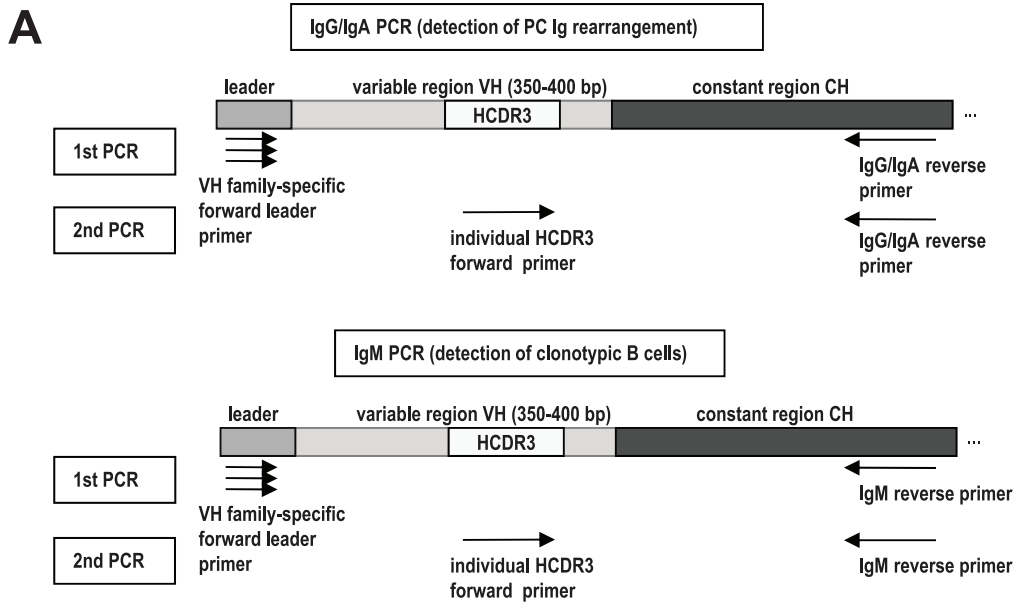 A
IgG/IgA PCR (detection of PC Ig rearrangement)
leader
variable region VH (350-400 bp)
constant region CH
HCDR3
...
1st PCR
VH family-specific
forward leader
primer
IgG/IgA reverse
primer
2nd PCR
individual HCDR3
forward primer
IgG/IgA reverse
primer
IgM PCR (detection of clonotypic B cells)
leader
variable region VH (350-400 bp)
constant region CH
HCDR3
...
1st PCR
VH family-specific
forward leader
primer
IgM reverse primer
2nd PCR
individual HCDR3
forward primer
IgM reverse primer